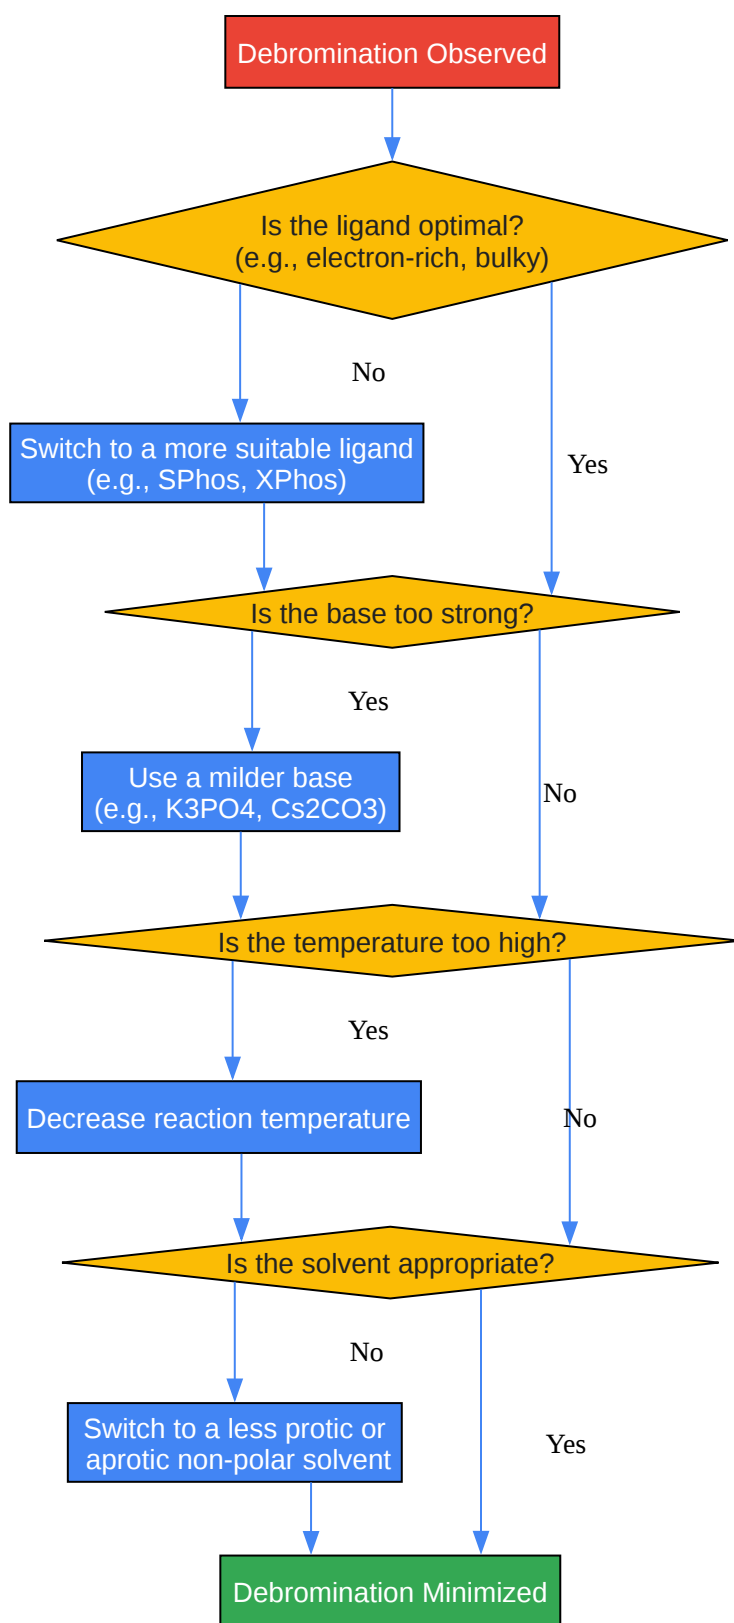 Debromination Observed
Is the ligand optimal?
(e.g., electron-rich, bulky)
No
Switch to a more suitable ligand
(e.g., SPhos, XPhos)
Yes
Is the base too strong?
Yes
Use a milder base
(e.g., K3PO4, Cs2CO3)
No
Is the temperature too high?
Yes
Decrease reaction temperature
No
Is the solvent appropriate?
No
Switch to a less protic or
aprotic non-polar solvent
Yes
Debromination Minimized